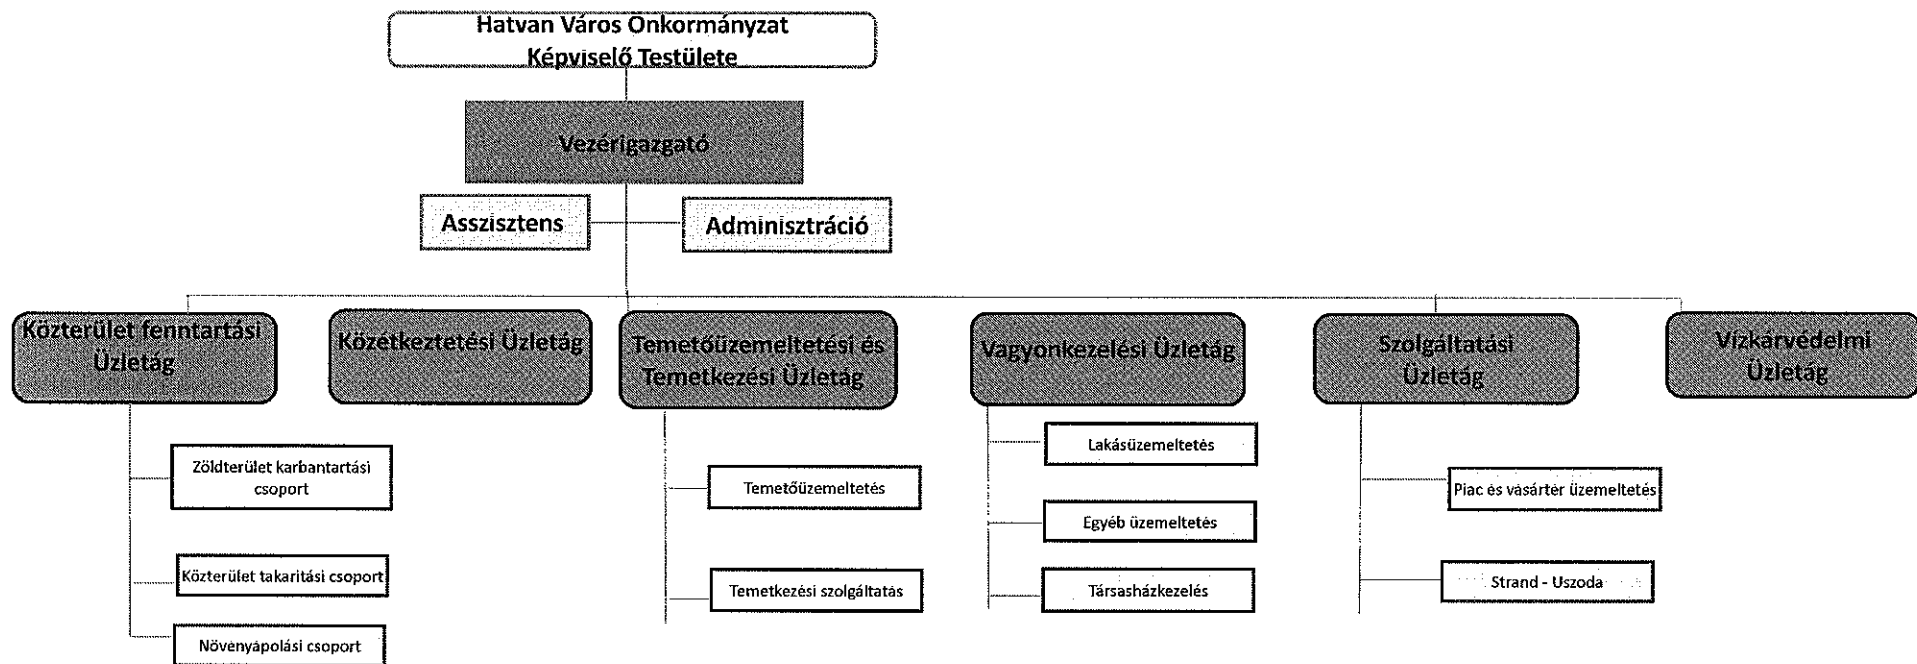 Hatvan Város Önkormányzat
Képviselő Testülete
Vezérigazgató
Asszisztens
Adminisztráció
Közterület fenntartási
Üzletág
Közétkeztetési Üzletág
Temetőüzemeltetési és
Temetkezési Üzletág
Vagyonkezelési Üzletág
Szolgáltatási
Üzletág
Vízkárvédelmi
Üzletág
Zöldterület karbantartási
csoport
Közterület takarítási csoport
Növényápolási csoport
Temetőüzemeltetés
Temetkezési szolgáltatás
Lakásüzemeltetés
Egyéb üzemeltetés
Társasházkezelés
Piac és vásártér üzemeltetés
Strand - Uszoda